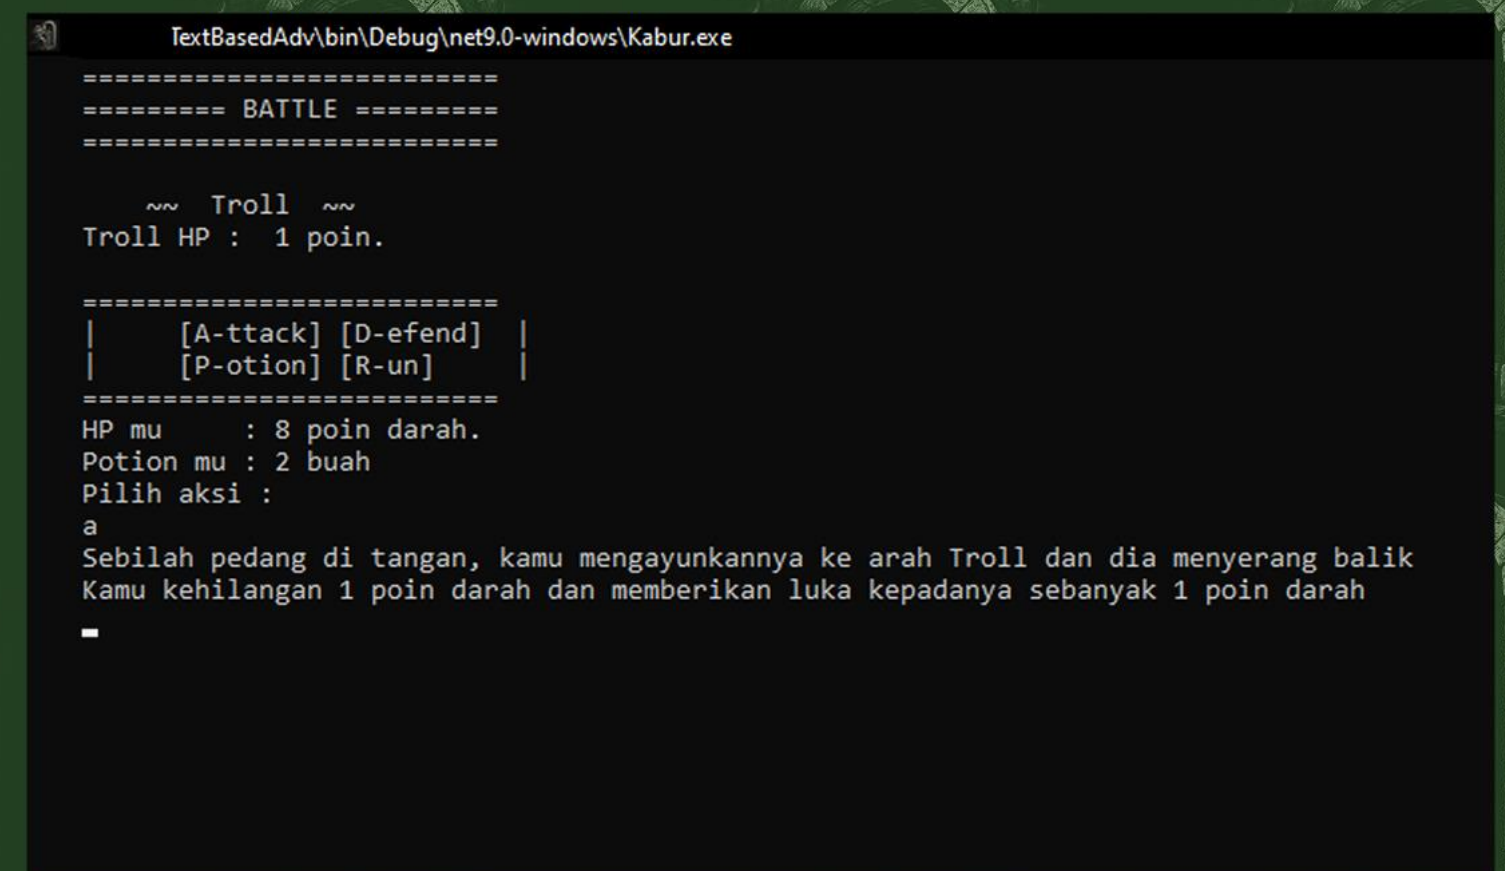 TextBasedAdv\bin\Debug\net9.0-windows\Kabur.exe
==========================
========= BATTLE =========
==========================
~~  Troll  ~~
Troll HP :  1 poin.
==========================
|     [A-ttack] [D-efend]  |
|     [P-otion] [R-un]     |
==========================
HP mu     : 8 poin darah.
Potion mu : 2 buah
Pilih aksi :
a
Sebilah pedang di tangan, kamu mengayunkannya ke arah Troll dan dia menyerang balik
Kamu kehilangan 1 poin darah dan memberikan luka kepadanya sebanyak 1 poin darah